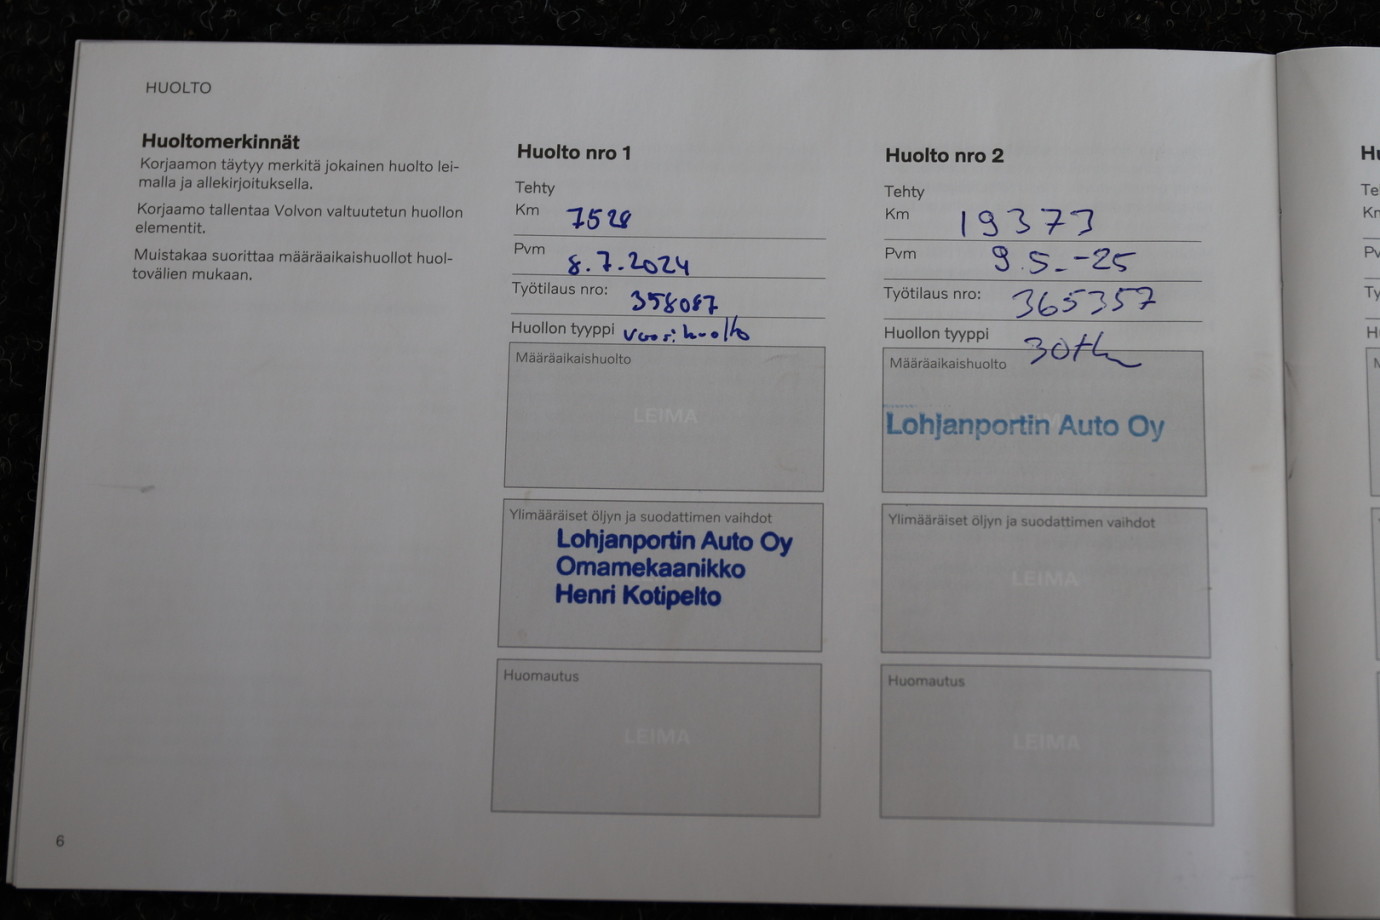 HUOLTO
Huoltomerkinnät
Korjaamon täytyy merkitä jokainen huolto lei-
malla ja allekirjoituksella.
Korjaamo tallentaa Volvon valtuutetun huollon
elementit.
Muistakaa suorittaa määräaikaishuollot huol-
tovälien mukaan.
Huolto nro 1
Tehty
Km 7528
Pvm 8.7.2024
Työtilaus nro: 358087
Huollon tyyppi vuosihuolto
Määräaikaishuolto
LEIMA
Ylimääräiset öljyn ja suodattimen vaihdot
Lohjanportin Auto Oy
Omamekaanikko
Henri Kotipelto
Huomautus
LEIMA
Huolto nro 2
Tehty
Km 19373
Pvm 9.5.-25
Työtilaus nro: 365357
Huollon tyyppi 30th
Määräaikaishuolto
Lohjanportin Auto Oy
Ylimääräiset öljyn ja suodattimen vaihdot
LEIMA
Huomautus
LEIMA
6